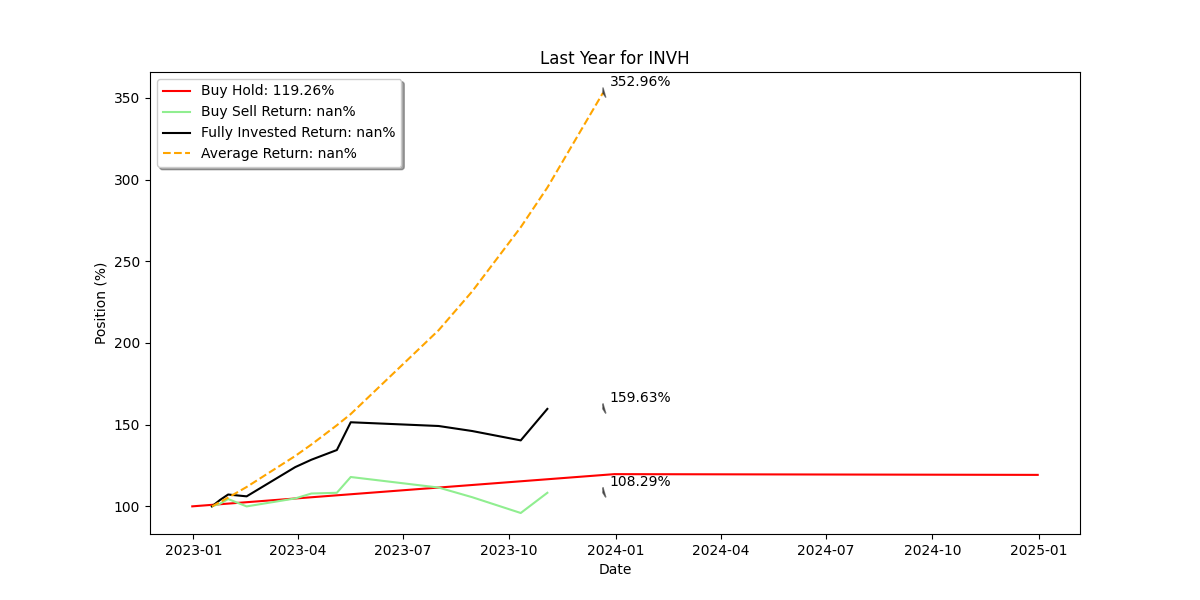 Last Year for INVH
352.96%
Buy Hold: 119.26%
Buy Sell Return: nan%
Fully Invested Return: nan%
Average Return: nan%
350
300
250
200
150
100
Position (%)
159.63%
108.29%
2023-01 2023-04 2023-07 2023-10 2024-01 2024-04 2024-07 2024-10 2025-01
Date